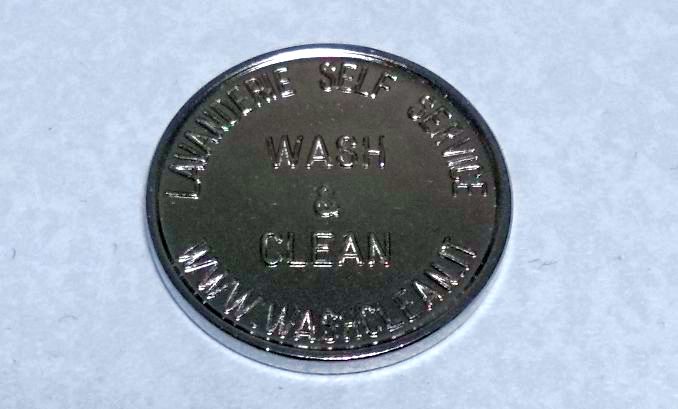 LAVANDERIE SELF SERVICE
WASH
&
CLEAN
WWW.WASHCLEAN.IT